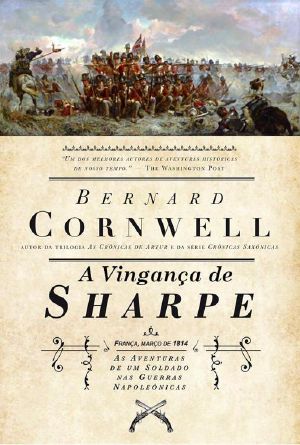 "Um dos melhores autores de aventuras históricas
de nosso tempo." — The Washington Post
Bernard
Cornwell
autor da trilogia As Crônicas de Artur e da série Crônicas Saxônicas
A Vingança de
Sharpe
França, março de 1814
As Aventuras
de um Soldado
nas Guerras
Napoleônicas